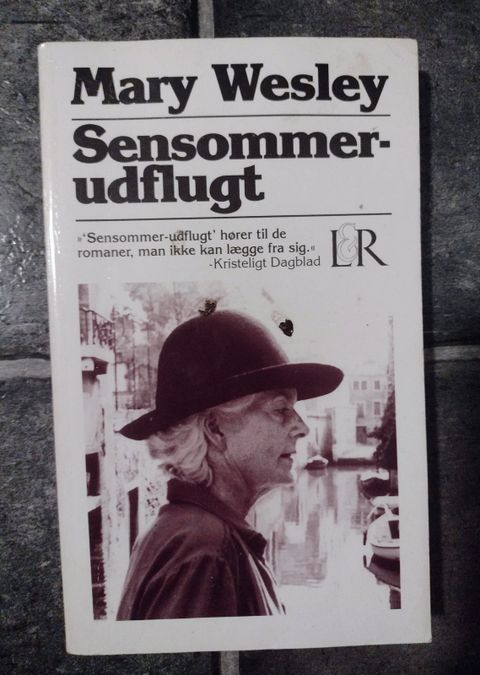 Mary Wesley
Sensommer-
udflugt
»'Sensommer-udflugt' hører til de
romaner, man ikke kan lægge fra sig.«
-Kristeligt Dagblad
L&R